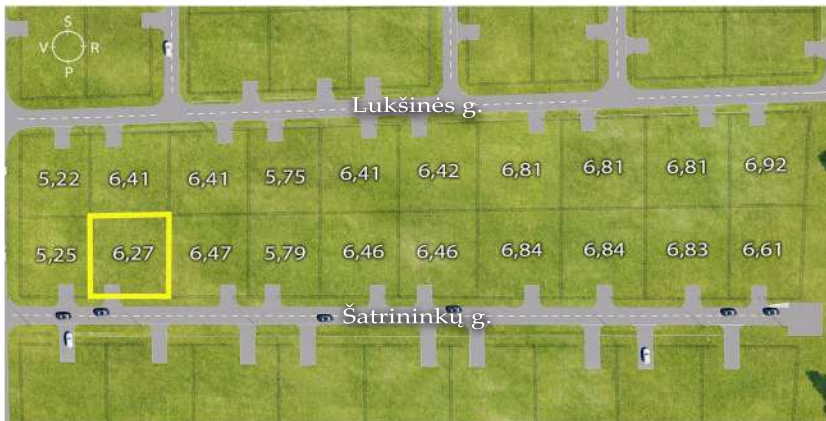 Š
V R
P
Lukšinės g.
5,22 6,41 6,41 5,75 6,41 6,42 6,81 6,81 6,81 6,92
5,25 6,27 6,47 5,79 6,46 6,46 6,84 6,84 6,83 6,61
Šatrininkų g.